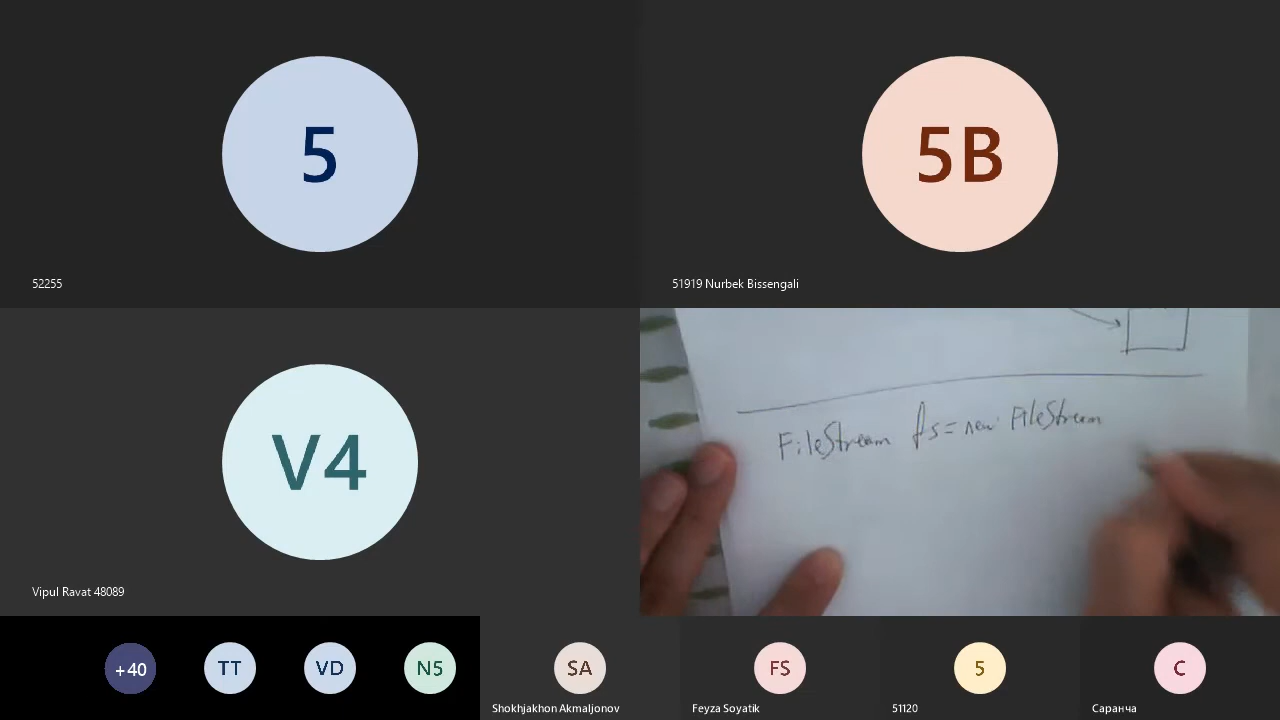 5
5B
52255
51919 Nurbek Bissengali
V4
FileStream fs = new FileStream
Vipul Ravat 48089
+40
TT
VD
N5
SA
FS
5
C
Shokhjakhon Akmaljonov
Feyza Soyatik
51120
Саранча